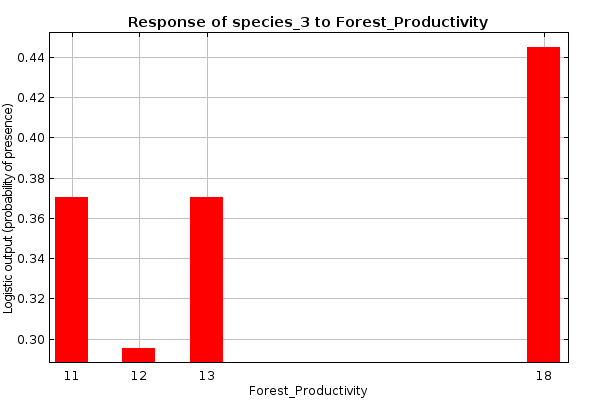 Response of species_3 to Forest_Productivity
Logistic output (probability of presence)
0.44
0.42
0.40
0.38
0.36
0.34
0.32
0.30
11 12 13 18
Forest_Productivity